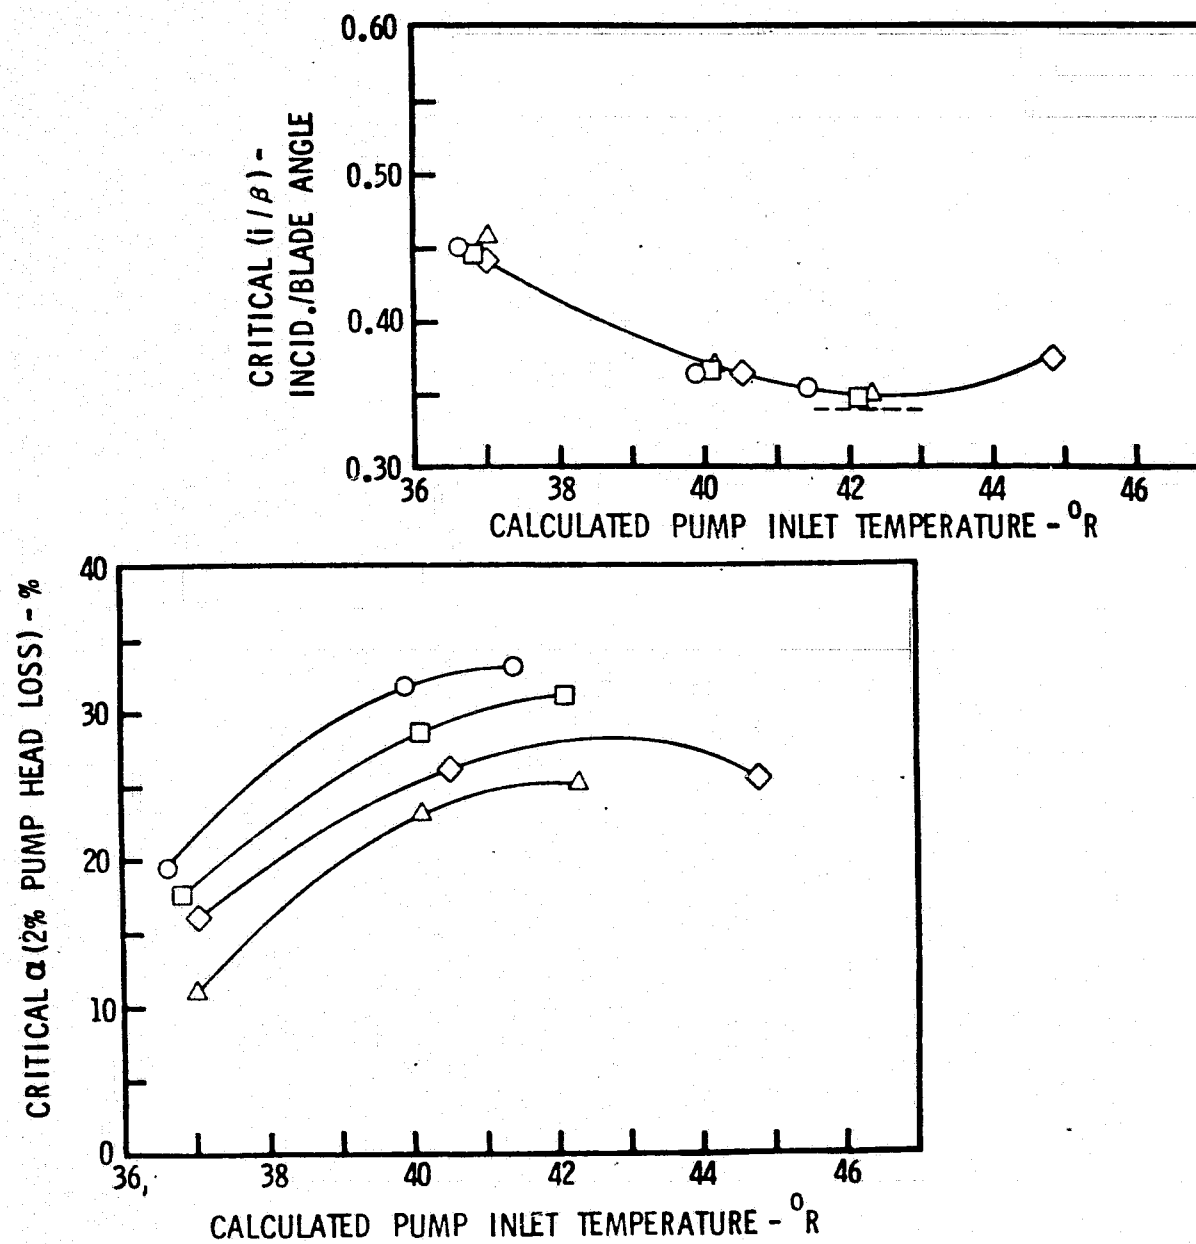 0.60
0.50
0.40
0.30
CRITICAL (i/β) -
INCID./BLADE ANGLE
36 38 40 42 44 46
CALCULATED PUMP INLET TEMPERATURE - °R
40
30
20
10
0
CRITICAL α (2% PUMP HEAD LOSS) - %
36, 38 40 42 44 46
CALCULATED PUMP INLET TEMPERATURE - °R